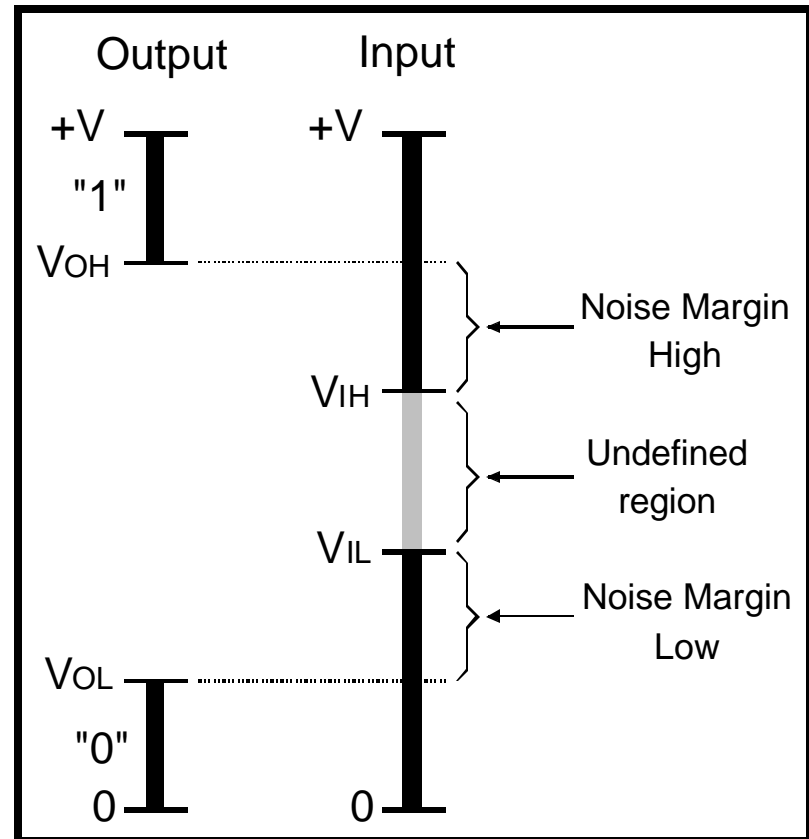 Output Input
+V +V
"1"
VOH
Noise Margin
High
VIH
Undefined
region
VIL
Noise Margin
Low
VOL
"0"
0 0